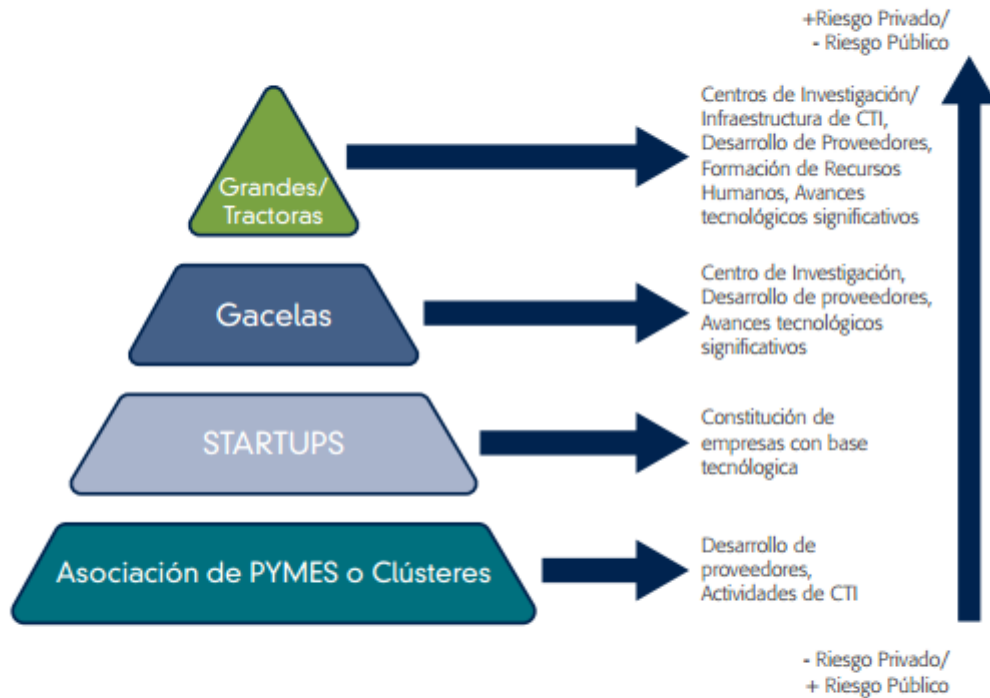 +Riesgo Privado/
- Riesgo Público
Grandes/
Tractoras
Centros de Investigación/
Infraestructura de CTI,
Desarrollo de Proveedores,
Formación de Recursos
Humanos, Avances
tecnológicos significativos
Gacelas
Centro de Investigación,
Desarrollo de proveedores,
Avances tecnológicos
significativos
STARTUPS
Constitución de
empresas con base
tecnólogica
Asociación de PYMES o Clústeres
Desarrollo de
proveedores,
Actividades de CTI
- Riesgo Privado/
+ Riesgo Público